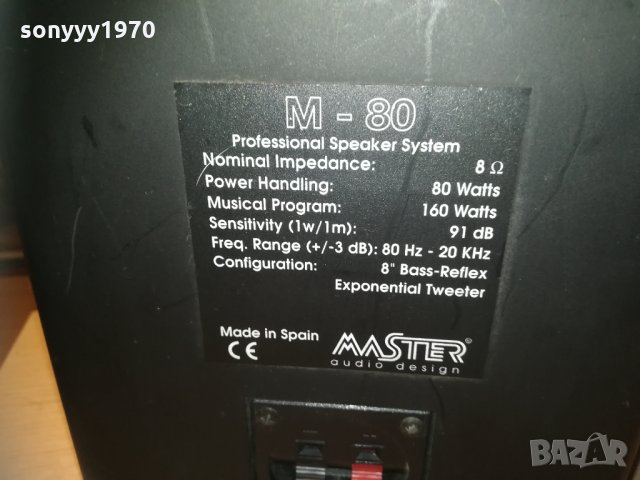 sonyyy1970
M - 80
Professional Speaker System
Nominal Impedance: 8 Ω
Power Handling: 80 Watts
Musical Program: 160 Watts
Sensitivity (1w/1m): 91 dB
Freq. Range (+/-3 dB): 80 Hz - 20 KHz
Configuration: 8" Bass-Reflex
Exponential Tweeter
Made in Spain
CE
MASTER®
audio design
BAZAR